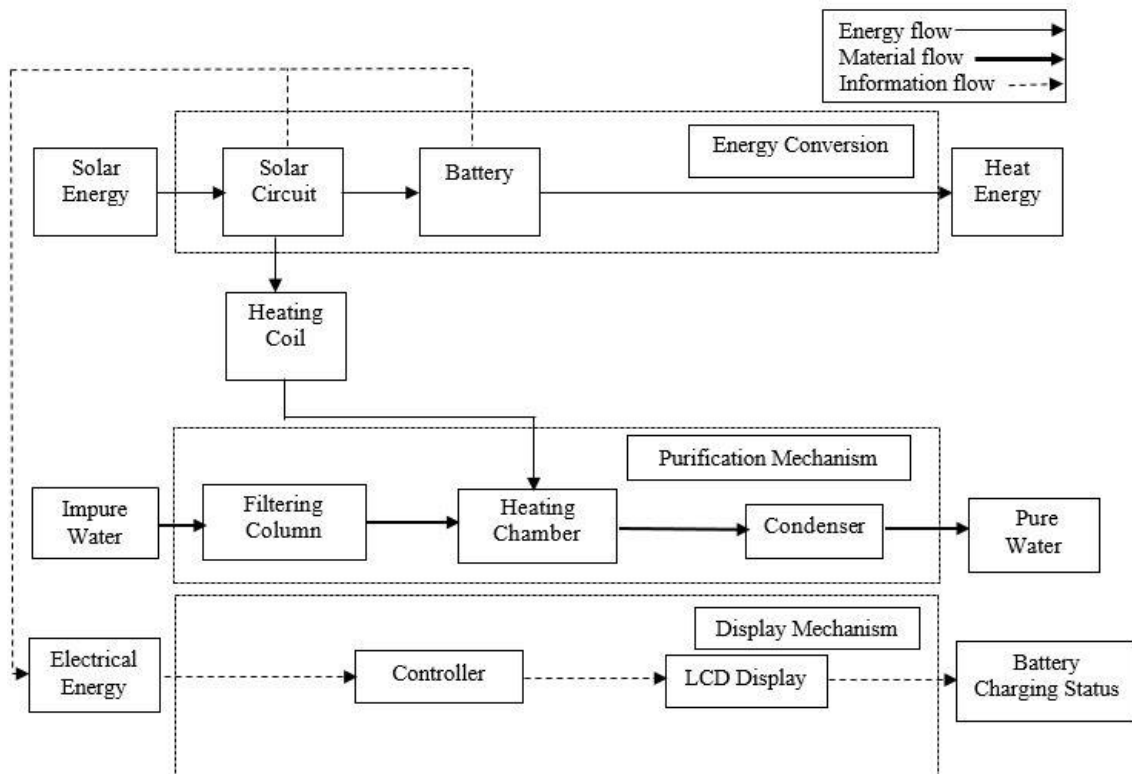 Energy flow
Material flow
Information flow
Energy Conversion
Solar
Energy
Solar
Circuit
Battery
Heat
Energy
Heating
Coil
Purification Mechanism
Impure
Water
Filtering
Column
Heating
Chamber
Condenser
Pure
Water
Display Mechanism
Electrical
Energy
Controller
LCD Display
Battery
Charging Status